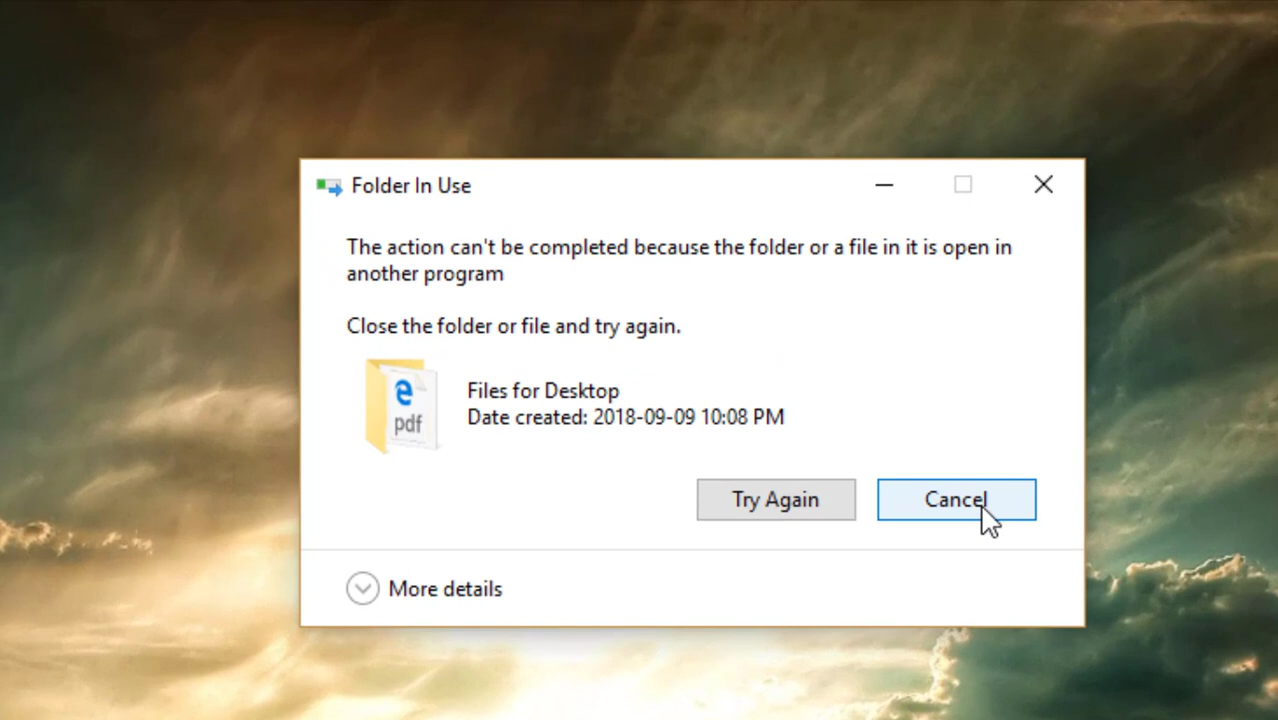 Folder In Use
The action can't be completed because the folder or a file in it is open in
another program
Close the folder or file and try again.
e
pdf
Files for Desktop
Date created: 2018-09-09 10:08 PM
Try Again
Cancel
More details